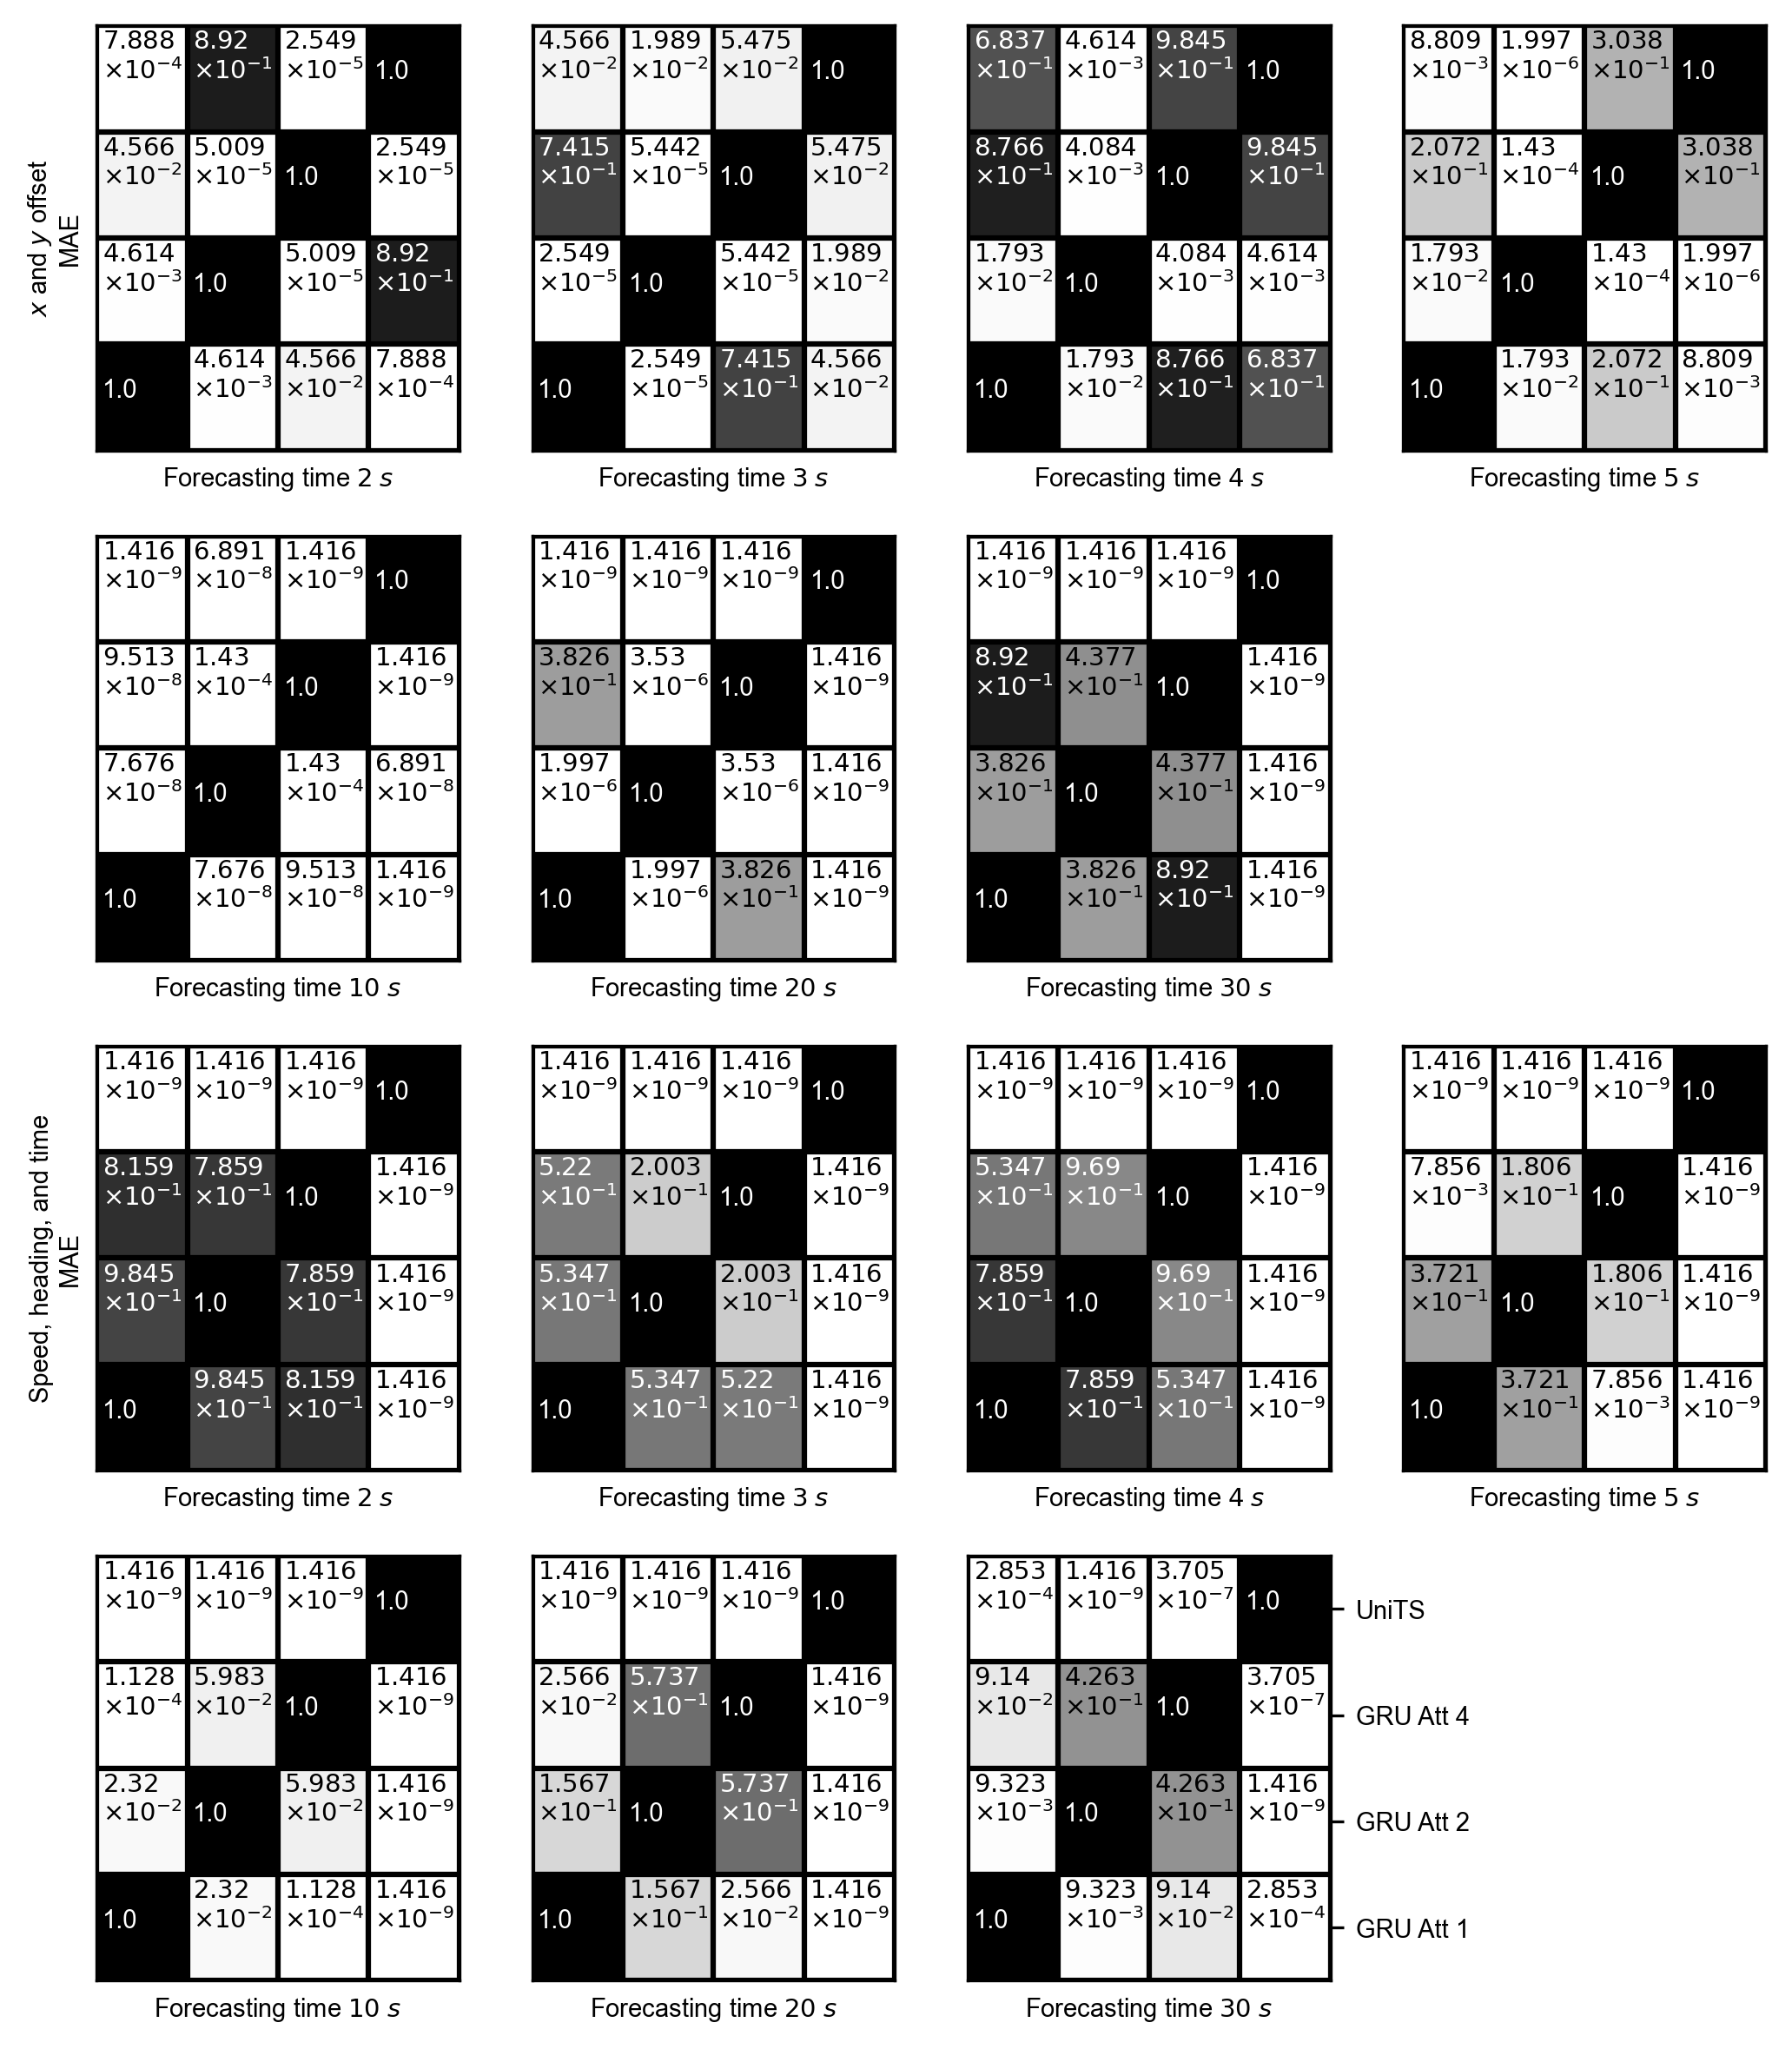 x and y offset
MAE
7.888 8.92 2.549
×10⁻⁴ ×10⁻¹ ×10⁻⁵ 1.0
4.566 5.009 2.549
×10⁻² ×10⁻⁵ 1.0 ×10⁻⁵
4.614 5.009 8.92
×10⁻³ 1.0 ×10⁻⁵ ×10⁻¹
4.614 4.566 7.888
1.0 ×10⁻³ ×10⁻² ×10⁻⁴
Forecasting time 2 s
4.566 1.989 5.475
×10⁻² ×10⁻² ×10⁻² 1.0
7.415 5.442 5.475
×10⁻¹ ×10⁻⁵ 1.0 ×10⁻²
2.549 5.442 1.989
×10⁻⁵ 1.0 ×10⁻⁵ ×10⁻²
2.549 7.415 4.566
1.0 ×10⁻⁵ ×10⁻¹ ×10⁻²
Forecasting time 3 s
6.837 4.614 9.845
×10⁻¹ ×10⁻³ ×10⁻¹ 1.0
8.766 4.084 9.845
×10⁻¹ ×10⁻³ 1.0 ×10⁻¹
1.793 4.084 4.614
×10⁻² 1.0 ×10⁻³ ×10⁻³
1.793 8.766 6.837
1.0 ×10⁻² ×10⁻¹ ×10⁻¹
Forecasting time 4 s
8.809 1.997 3.038
×10⁻³ ×10⁻⁶ ×10⁻¹ 1.0
2.072 1.43 3.038
×10⁻¹ ×10⁻⁴ 1.0 ×10⁻¹
1.793 1.43 1.997
×10⁻² 1.0 ×10⁻⁴ ×10⁻⁶
1.793 2.072 8.809
1.0 ×10⁻² ×10⁻¹ ×10⁻³
Forecasting time 5 s
1.416 6.891 1.416
×10⁻⁹ ×10⁻⁸ ×10⁻⁹ 1.0
9.513 1.43 1.416
×10⁻⁸ ×10⁻⁴ 1.0 ×10⁻⁹
7.676 1.43 6.891
×10⁻⁸ 1.0 ×10⁻⁴ ×10⁻⁸
7.676 9.513 1.416
1.0 ×10⁻⁸ ×10⁻⁸ ×10⁻⁹
Forecasting time 10 s
1.416 1.416 1.416
×10⁻⁹ ×10⁻⁹ ×10⁻⁹ 1.0
3.826 3.53 1.416
×10⁻¹ ×10⁻⁶ 1.0 ×10⁻⁹
1.997 3.53 1.416
×10⁻⁶ 1.0 ×10⁻⁶ ×10⁻⁹
1.997 3.826 1.416
1.0 ×10⁻⁶ ×10⁻¹ ×10⁻⁹
Forecasting time 20 s
1.416 1.416 1.416
×10⁻⁹ ×10⁻⁹ ×10⁻⁹ 1.0
8.92 4.377 1.416
×10⁻¹ ×10⁻¹ 1.0 ×10⁻⁹
3.826 4.377 1.416
×10⁻¹ 1.0 ×10⁻¹ ×10⁻⁹
3.826 8.92 1.416
1.0 ×10⁻¹ ×10⁻¹ ×10⁻⁹
Forecasting time 30 s
Speed, heading, and time
MAE
1.416 1.416 1.416
×10⁻⁹ ×10⁻⁹ ×10⁻⁹ 1.0
8.159 7.859 1.416
×10⁻¹ ×10⁻¹ 1.0 ×10⁻⁹
9.845 7.859 1.416
×10⁻¹ 1.0 ×10⁻¹ ×10⁻⁹
9.845 8.159 1.416
1.0 ×10⁻¹ ×10⁻¹ ×10⁻⁹
Forecasting time 2 s
1.416 1.416 1.416
×10⁻⁹ ×10⁻⁹ ×10⁻⁹ 1.0
5.22 2.003 1.416
×10⁻¹ ×10⁻¹ 1.0 ×10⁻⁹
5.347 2.003 1.416
×10⁻¹ 1.0 ×10⁻¹ ×10⁻⁹
5.347 5.22 1.416
1.0 ×10⁻¹ ×10⁻¹ ×10⁻⁹
Forecasting time 3 s
1.416 1.416 1.416
×10⁻⁹ ×10⁻⁹ ×10⁻⁹ 1.0
5.347 9.69 1.416
×10⁻¹ ×10⁻¹ 1.0 ×10⁻⁹
7.859 9.69 1.416
×10⁻¹ 1.0 ×10⁻¹ ×10⁻⁹
7.859 5.347 1.416
1.0 ×10⁻¹ ×10⁻¹ ×10⁻⁹
Forecasting time 4 s
1.416 1.416 1.416
×10⁻⁹ ×10⁻⁹ ×10⁻⁹ 1.0
7.856 1.806 1.416
×10⁻³ ×10⁻¹ 1.0 ×10⁻⁹
3.721 1.806 1.416
×10⁻¹ 1.0 ×10⁻¹ ×10⁻⁹
3.721 7.856 1.416
1.0 ×10⁻¹ ×10⁻³ ×10⁻⁹
Forecasting time 5 s
1.416 1.416 1.416
×10⁻⁹ ×10⁻⁹ ×10⁻⁹ 1.0
1.128 5.983 1.416
×10⁻⁴ ×10⁻² 1.0 ×10⁻⁹
2.32 5.983 1.416
×10⁻² 1.0 ×10⁻² ×10⁻⁹
2.32 1.128 1.416
1.0 ×10⁻² ×10⁻⁴ ×10⁻⁹
Forecasting time 10 s
1.416 1.416 1.416
×10⁻⁹ ×10⁻⁹ ×10⁻⁹ 1.0
2.566 5.737 1.416
×10⁻² ×10⁻¹ 1.0 ×10⁻⁹
1.567 5.737 1.416
×10⁻¹ 1.0 ×10⁻¹ ×10⁻⁹
1.567 2.566 1.416
1.0 ×10⁻¹ ×10⁻² ×10⁻⁹
Forecasting time 20 s
2.853 1.416 3.705
×10⁻⁴ ×10⁻⁹ ×10⁻⁷ 1.0
UniTS
9.14 4.263 3.705
×10⁻² ×10⁻¹ 1.0 ×10⁻⁷
GRU Att 4
9.323 4.263 1.416
×10⁻³ 1.0 ×10⁻¹ ×10⁻⁹
GRU Att 2
9.323 9.14 2.853
1.0 ×10⁻³ ×10⁻² ×10⁻⁴
GRU Att 1
Forecasting time 30 s